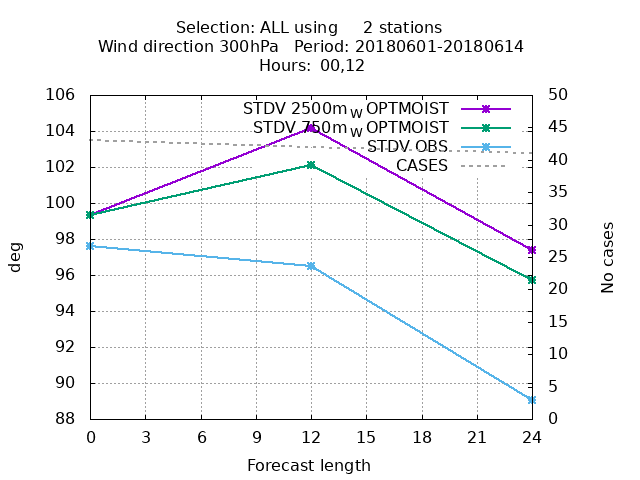 Selection: ALL using     2 stations
Wind direction 300hPa   Period: 20180601-20180614
Hours:  00,12
106
104
102
100
98
96
94
92
90
88
50
45
40
35
30
25
20
15
10
5
0
STDV 2500m_W OPTMOIST
STDV 750m_W OPTMOIST
STDV OBS
CASES
deg
No cases
0 3 6 9 12 15 18 21 24
Forecast length